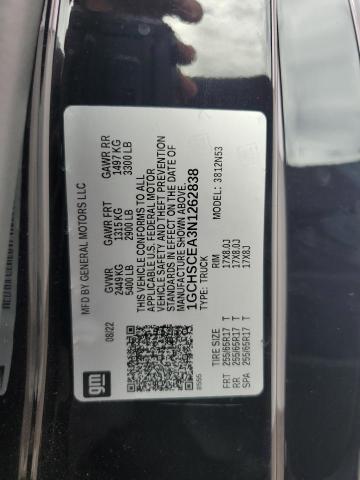 gm
MFD BY GENERAL MOTORS LLC
08/22
GVWR
2449 KG
5400 LB
GAWR FRT
1315 KG
2900 LB
GAWR RR
1497 KG
3300 LB
THIS VEHICLE CONFORMS TO ALL
APPLICABLE U.S. FEDERAL MOTOR
VEHICLE SAFETY AND THEFT PREVENTION
STANDARDS IN EFFECT ON THE DATE OF
MANUFACTURE SHOWN ABOVE.
1GCHSCEA3N1262838
TYPE: TRUCK
3812N53
TIRE SIZE
RIM
FRT 255/65R17 T 17X8.0J
RR 255/65R17 T 17X8.0J
SPA 255/65R17 T 17X8J